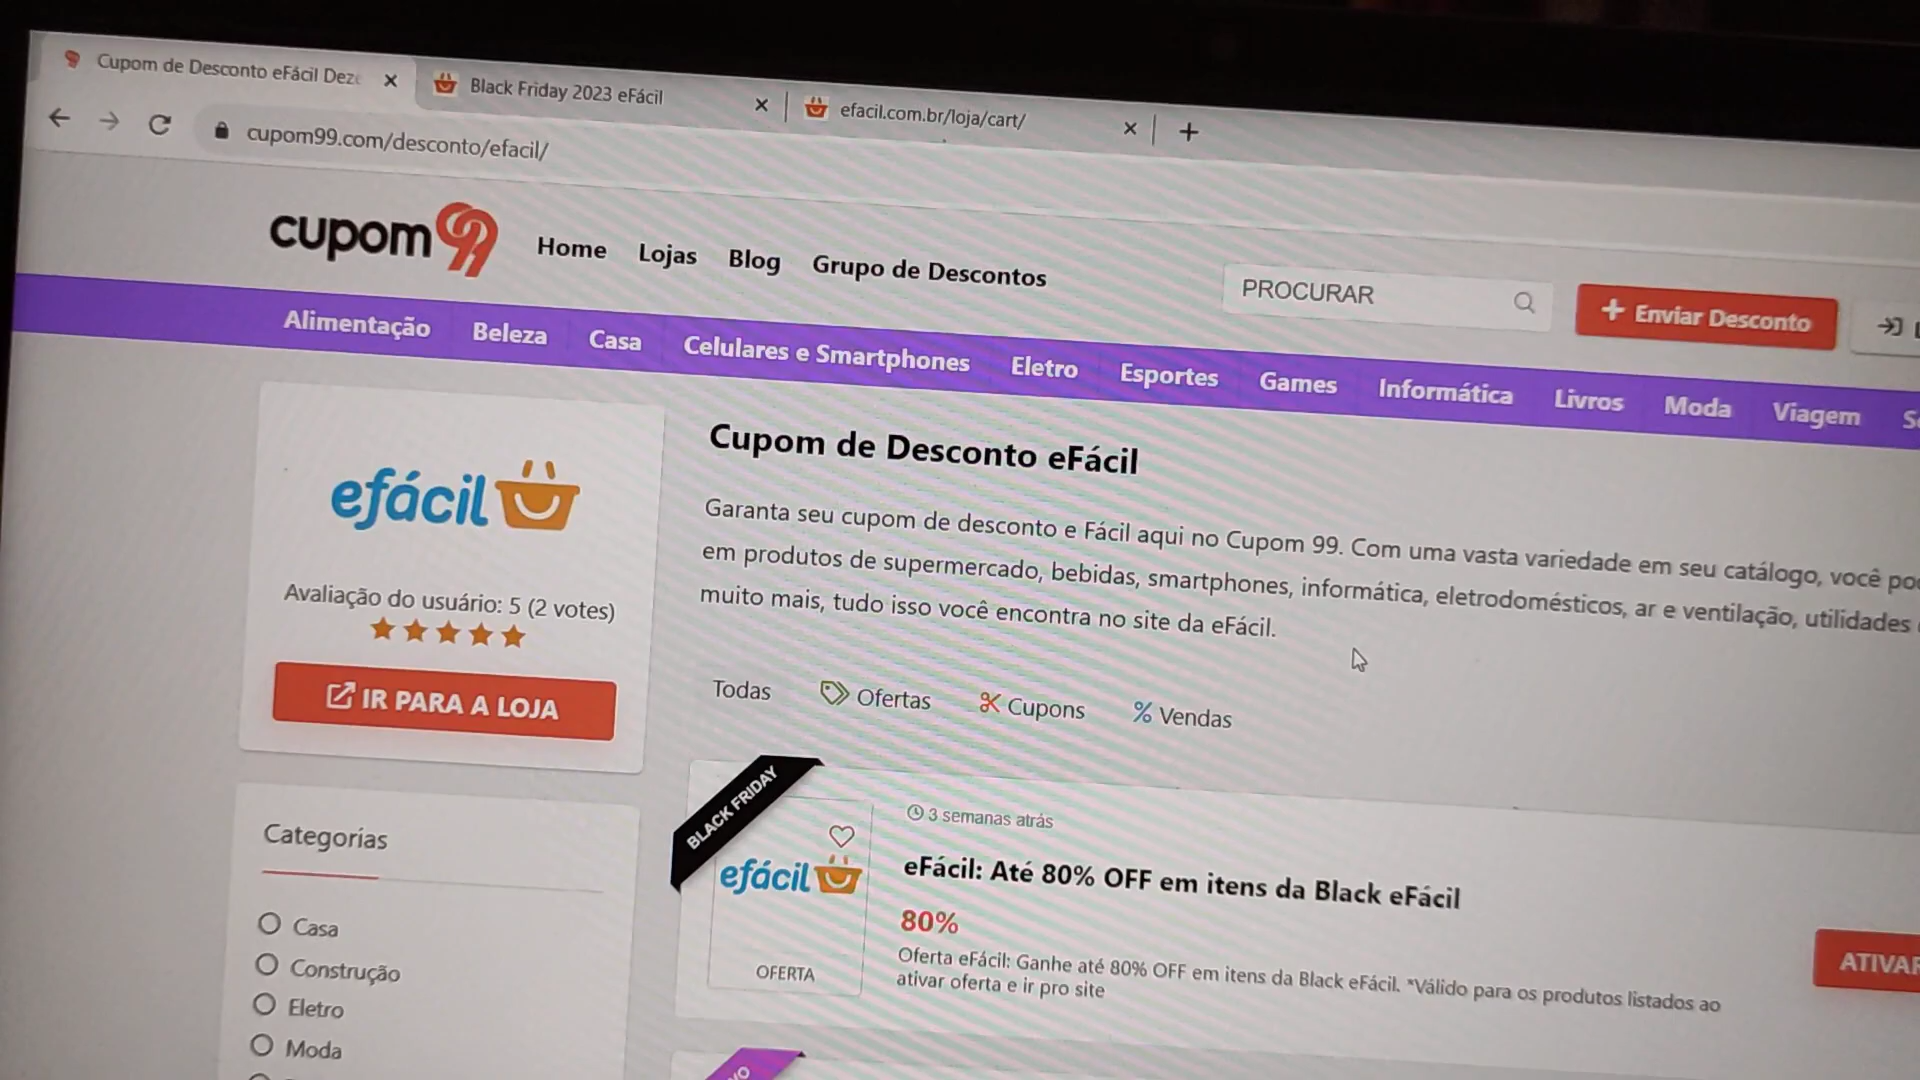 Cupom de Desconto eFácil Deze
Black Friday 2023 eFácil
efacil.com.br/loja/cart/
cupom99.com/desconto/efacil/
cupom99
Home
Lojas
Blog
Grupo de Descontos
PROCURAR
Enviar Desconto
Alimentação
Beleza
Casa
Celulares e Smartphones
Eletro
Esportes
Games
Informática
Livros
Moda
Viagem
efácil
Avaliação do usuário: 5 (2 votes)
IR PARA A LOJA
Cupom de Desconto eFácil
Garanta seu cupom de desconto e Fácil aqui no Cupom 99. Com uma vasta variedade em seu catálogo, você
em produtos de supermercado, bebidas, smartphones, informática, eletrodomésticos, ar e ventilação, utilidades
muito mais, tudo isso você encontra no site da eFácil.
Todas
Ofertas
Cupons
% Vendas
Categorias
Casa
Construção
Eletro
Moda
BLACK FRIDAY
efácil
OFERTA
3 semanas atrás
eFácil: Até 80% OFF em itens da Black eFácil
80%
Oferta eFácil: Ganhe até 80% OFF em itens da Black eFácil. *Válido para os produtos listados ao
ativar oferta e ir pro site
ATIVAR